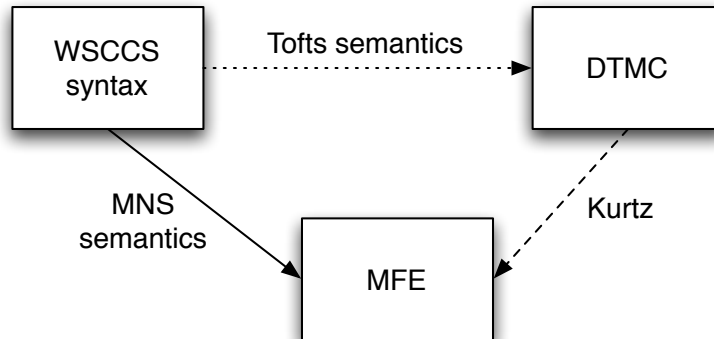 WSCCS
syntax
Tofts semantics
DTMC
MNS
semantics
Kurtz
MFE